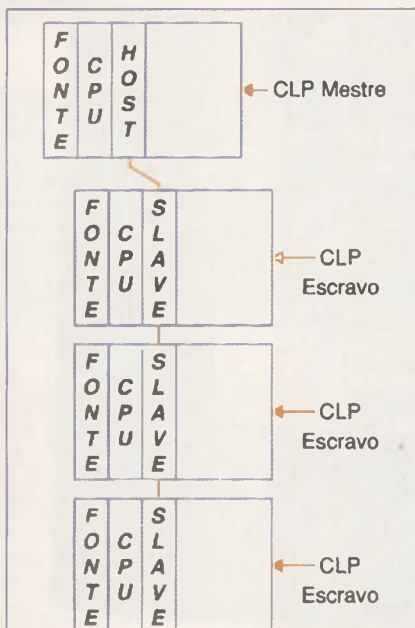 FONTE CPU HOST
CLP Mestre
FONTE CPU SLAVE
CLP
Escravo
FONTE CPU SLAVE
CLP
Escravo
FONTE CPU SLAVE
CLP
Escravo